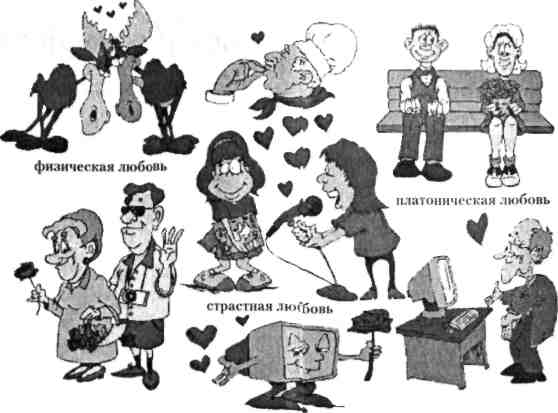 физическая любовь
платоническая любовь
страстная любовь